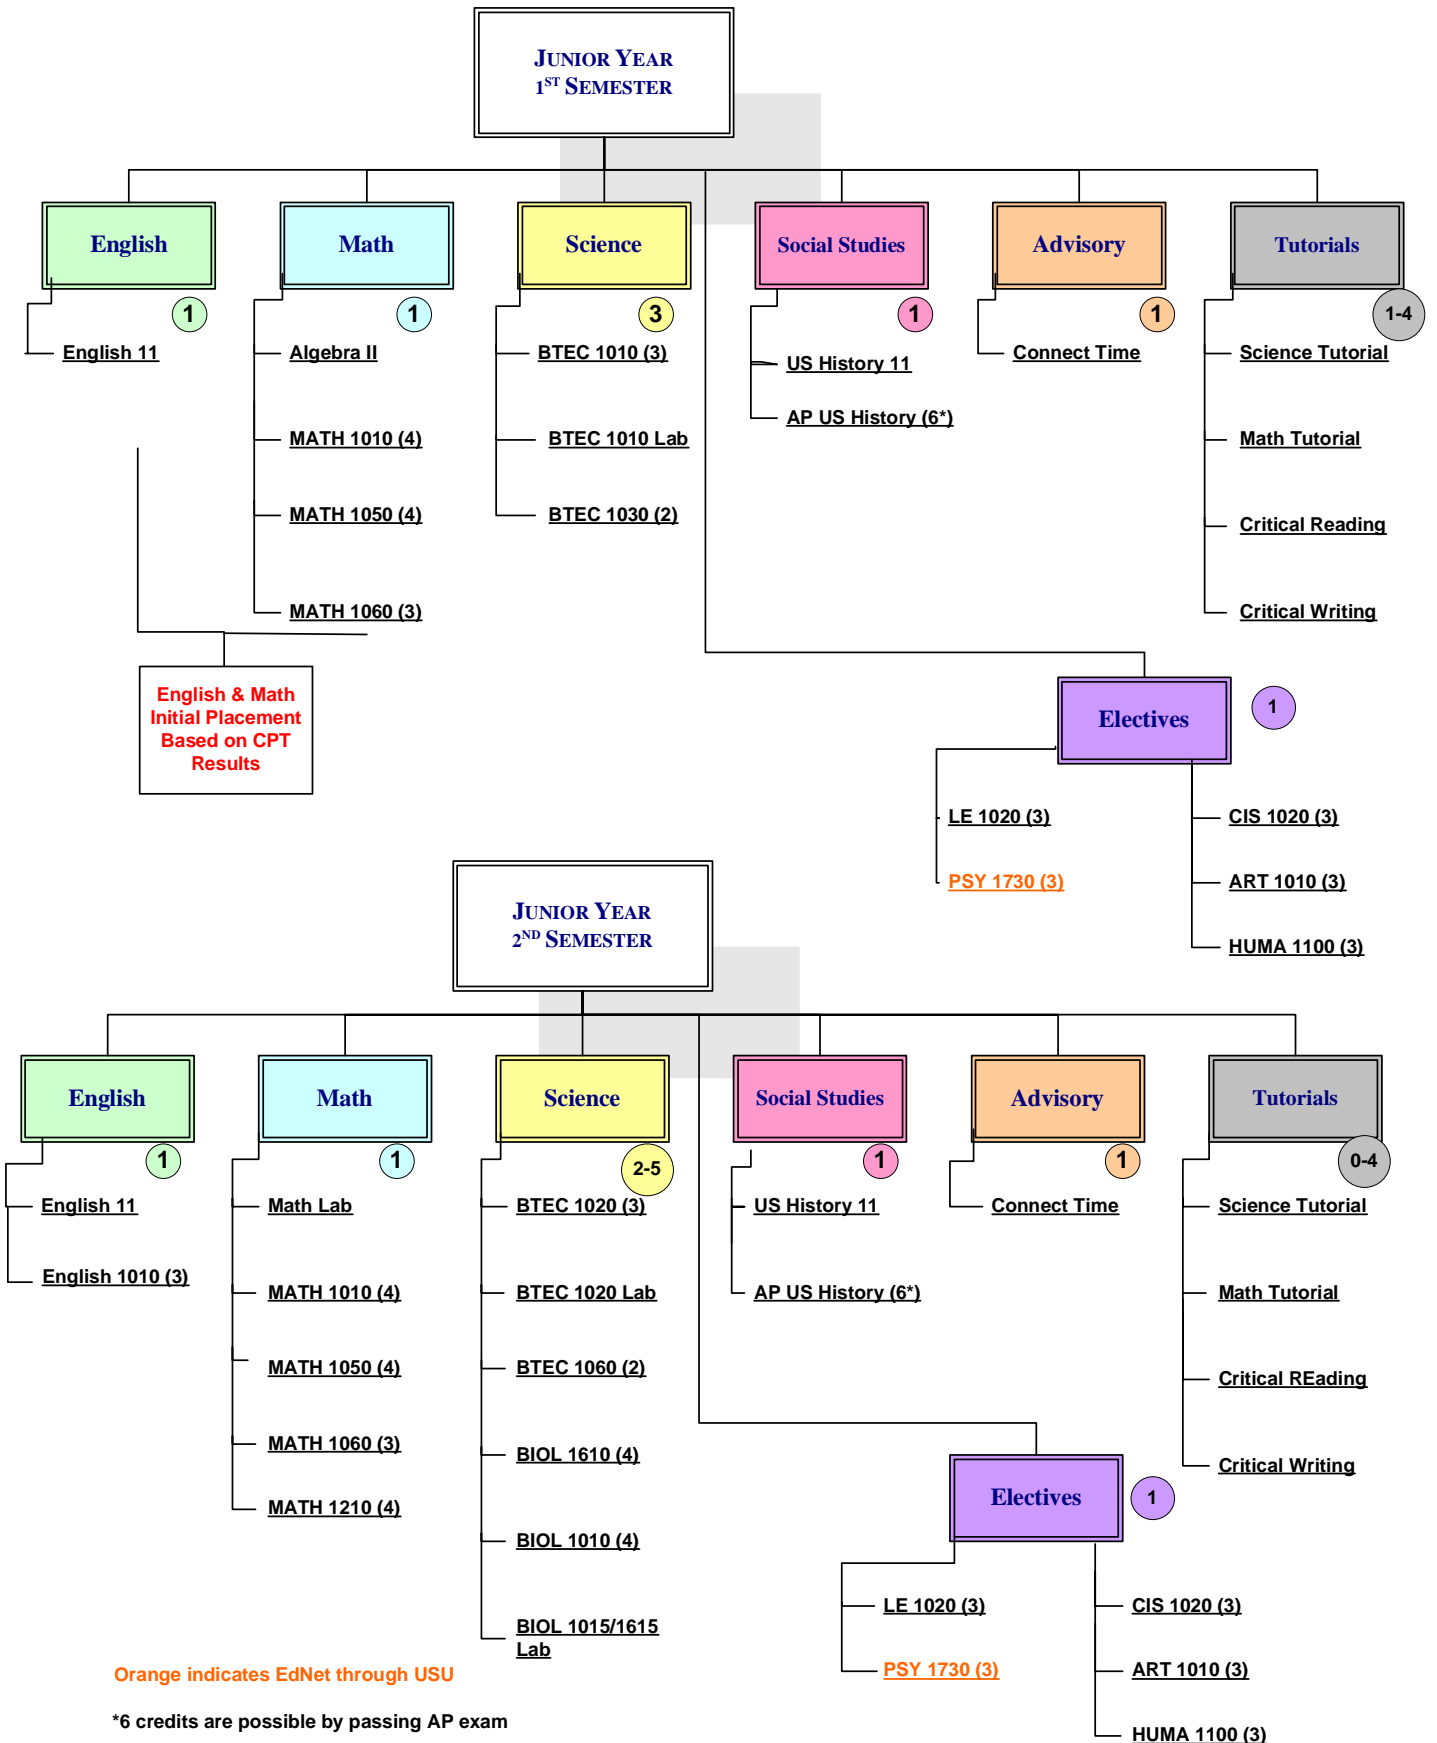 JUNIOR YEAR
1ST SEMESTER
English
Math
Science
Social Studies
Advisory
Tutorials
1
1
3
1
1
1-4
English 11
Algebra II
BTEC 1010 (3)
US History 11
Connect Time
Science Tutorial
AP US History (6*)
MATH 1010 (4)
BTEC 1010 Lab
Math Tutorial
MATH 1050 (4)
BTEC 1030 (2)
Critical Reading
MATH 1060 (3)
Critical Writing
English & Math
Initial Placement
Based on CPT
Results
Electives
1
LE 1020 (3)
CIS 1020 (3)
PSY 1730 (3)
ART 1010 (3)
HUMA 1100 (3)
JUNIOR YEAR
2ND SEMESTER
English
Math
Science
Social Studies
Advisory
Tutorials
1
1
2-5
1
1
0-4
English 11
Math Lab
BTEC 1020 (3)
US History 11
Connect Time
Science Tutorial
English 1010 (3)
MATH 1010 (4)
BTEC 1020 Lab
AP US History (6*)
Math Tutorial
MATH 1050 (4)
BTEC 1060 (2)
Critical REading
MATH 1060 (3)
BIOL 1610 (4)
Critical Writing
MATH 1210 (4)
BIOL 1010 (4)
BIOL 1015/1615
Lab
Electives
1
LE 1020 (3)
CIS 1020 (3)
PSY 1730 (3)
ART 1010 (3)
HUMA 1100 (3)
Orange indicates EdNet through USU
*6 credits are possible by passing AP exam